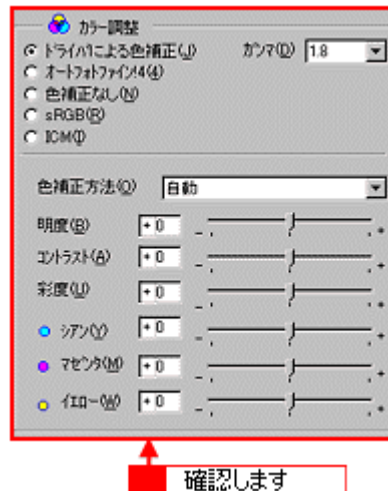 カラー調整
ドライバによる色補正(J) ガンマ(D) 1.8
オートフォトファイン!4(4)
色補正なし(N)
sRGB(R)
ICM(I)
色補正方法(O) 自動
明度(B) +0 - +
コントラスト(A) +0 - +
彩度(U) +0 - +
シアン(Y) +0 - +
マゼンタ(M) +0 - +
イエロー(W) +0 - +
確認します